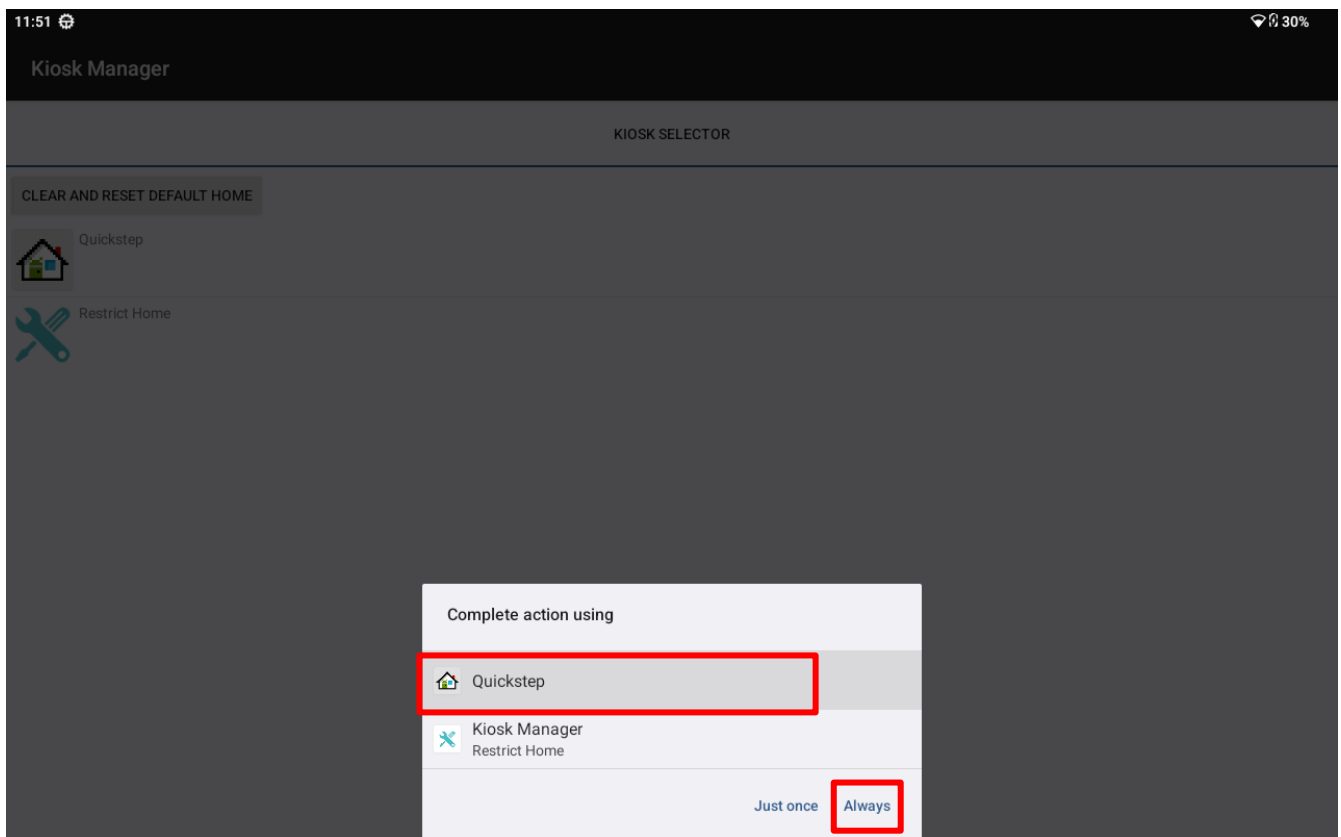 11:51 30%
Kiosk Manager
KIOSK SELECTOR
CLEAR AND RESET DEFAULT HOME
Quickstep
Restrict Home
Complete action using
Quickstep
Kiosk Manager
Restrict Home
Just once Always